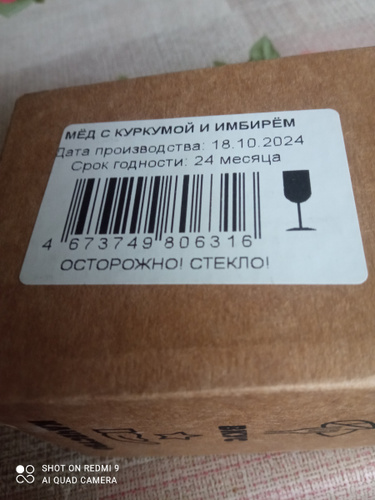 МЁД С КУРКУМОЙ И ИМБИРЁМ
Дата производства: 18.10.2024
Срок годности: 24 месяца
4 673749 806316
ОСТОРОЖНО! СТЕКЛО!
SHOT ON REDMI 9
AI QUAD CAMERA